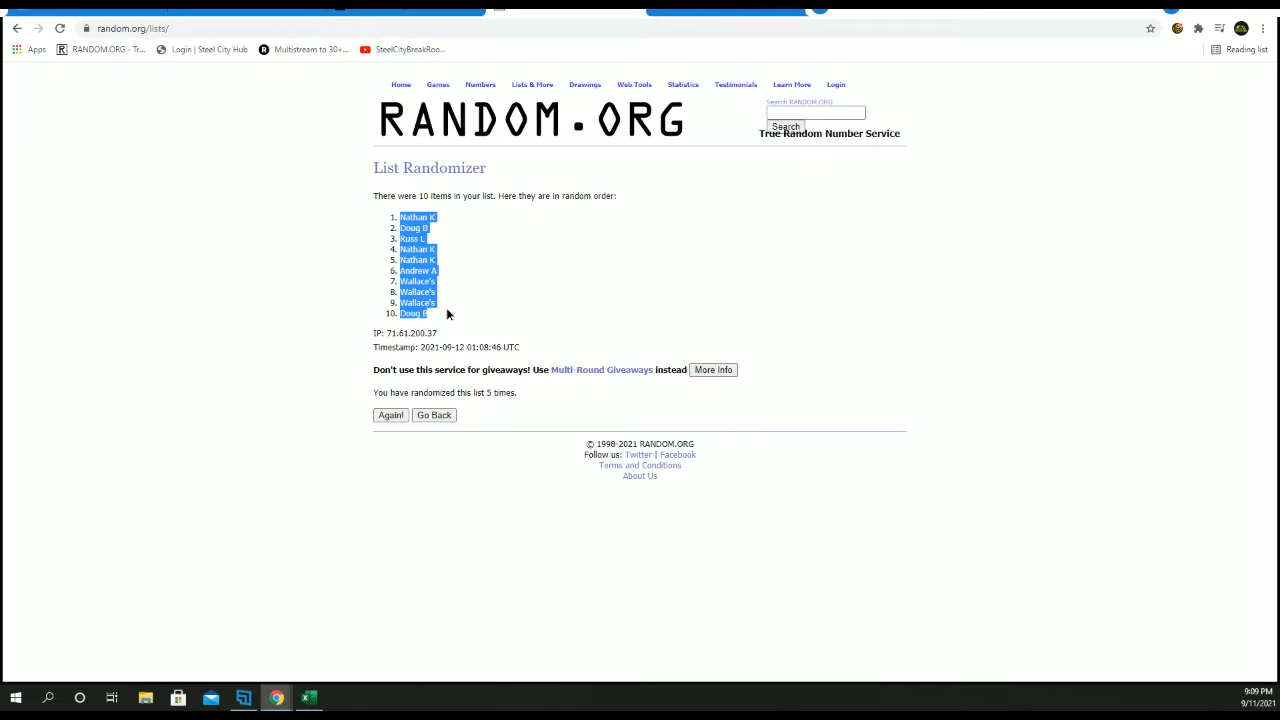 random.org/lists/
Apps
RANDOM.ORG - Tr...
Login | Steel City Hub
Multistream to 30+...
SteelCityBreakRoo...
Reading list
Home Games Numbers Lists & More Drawings Web Tools Statistics Testimonials Learn More Login
RANDOM.ORG
Search RANDOM.ORG
Search
True Random Number Service
List Randomizer
There were 10 items in your list. Here they are in random order:
1. Nathan K
2. Doug B
3. Russ L
4. Nathan K
5. Nathan K
6. Andrew A
7. Wallace's
8. Wallace's
9. Wallace's
10. Doug B
IP: 71.61.200.37
Timestamp: 2021-09-12 01:08:46 UTC
Don't use this service for giveaways! Use Multi-Round Giveaways instead More Info
You have randomized this list 5 times.
Again! Go Back
© 1998-2021 RANDOM.ORG
Follow us: Twitter | Facebook
Terms and Conditions
About Us
9:09 PM
9/11/2021